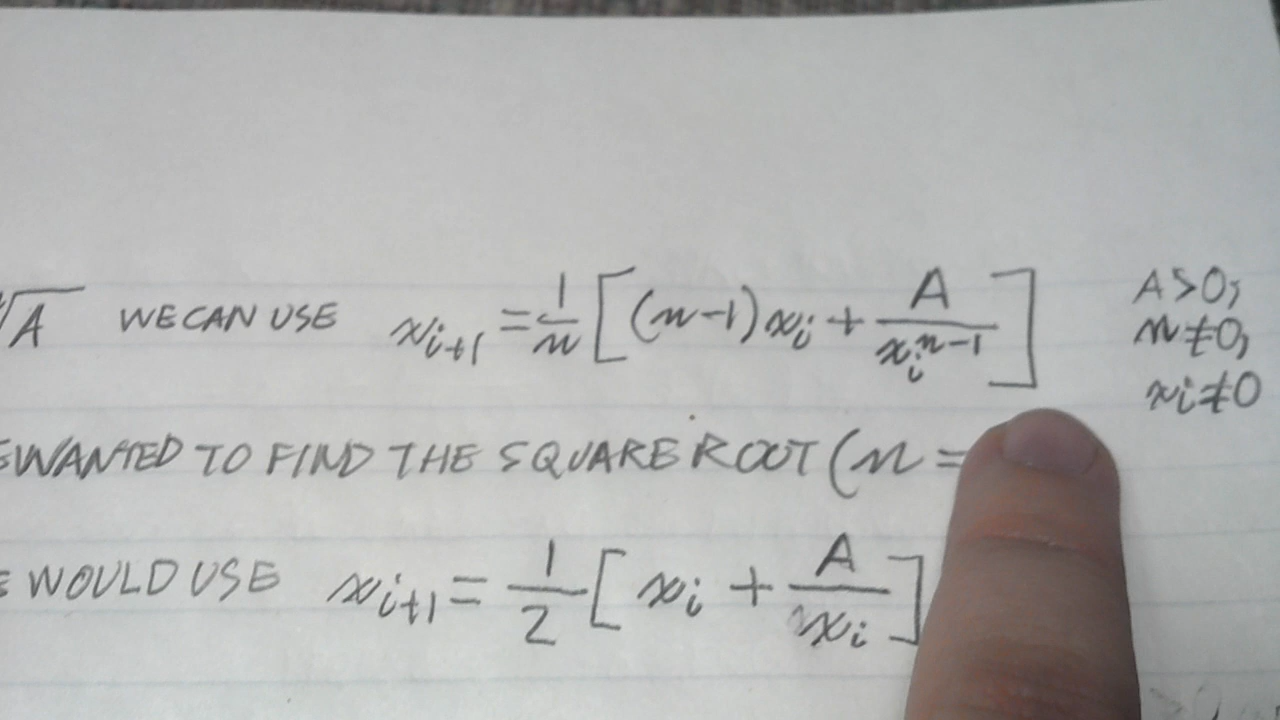 √A WE CAN USE x_{i+1} = 1/n [(n-1)x_i + A/x_i^{n-1}] A>0; n≠0, x_i≠0
WANTED TO FIND THE SQUARE ROOT (n =
WOULD USE x_{i+1} = 1/2 [x_i + A/x_i]